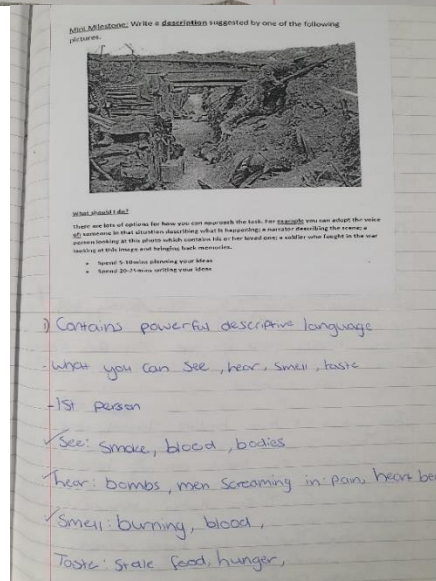 Mini Milestone: Write a description suggested by one of the following
pictures.
What should I do?
There are lots of options for how you can approach the task. For example you can adopt the voice
of: someone in that situation describing what is happening; a narrator describing the scene; a
person looking at this photo which contains his or her loved one; a soldier who fought in the war
looking at this image and bringing back memories.
• Spend 5-10mins planning your ideas
• Spend 20-25mins writing your ideas
1) Contains powerful descriptive language
- What you can see, hear, smell, taste
- 1st person
✓See: Smoke, blood, bodies
✓hear: bombs, men screaming in pain, heart be
✓Smell: burning, blood,
Taste: Stale food, hunger,